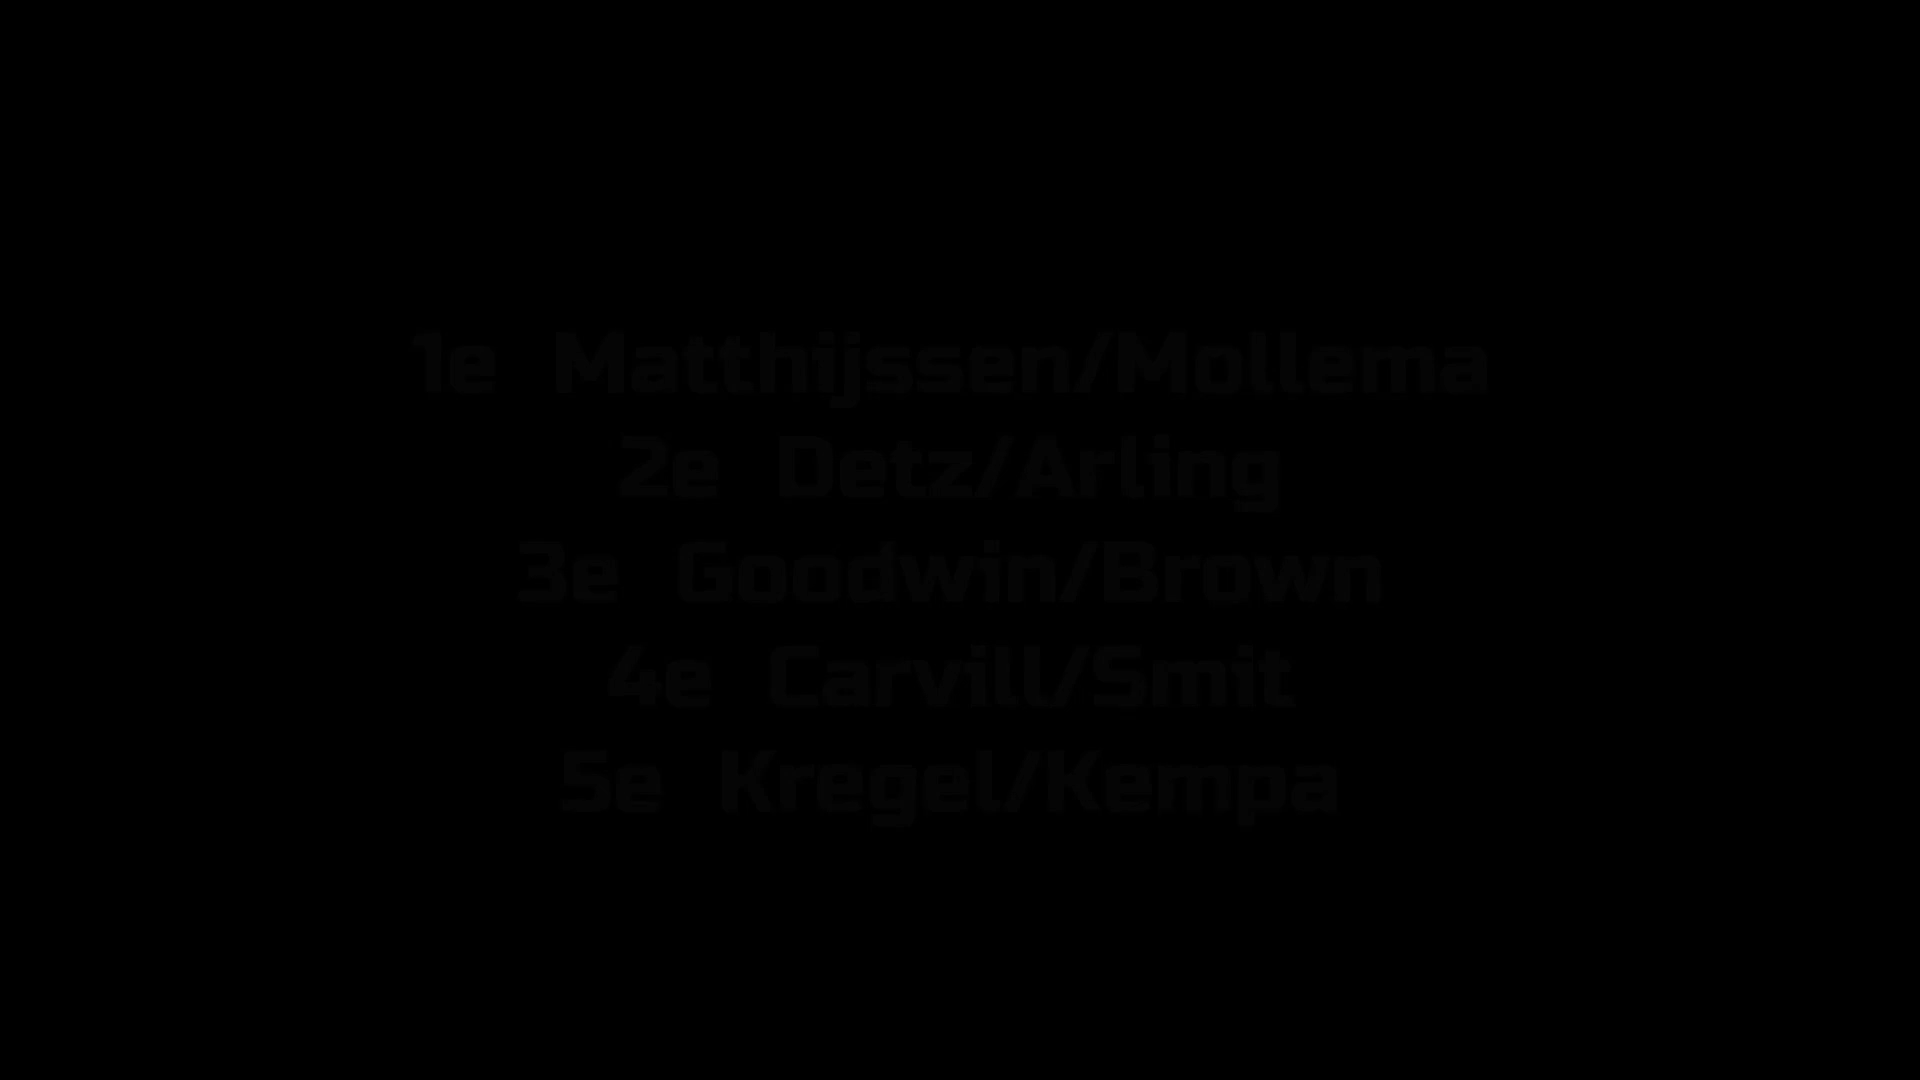 1e Matthijssen/Mollema
2e Detz/Arling
3e Goodwin/Brown
4e Carvill/Smit
5e Kregel/Kempa